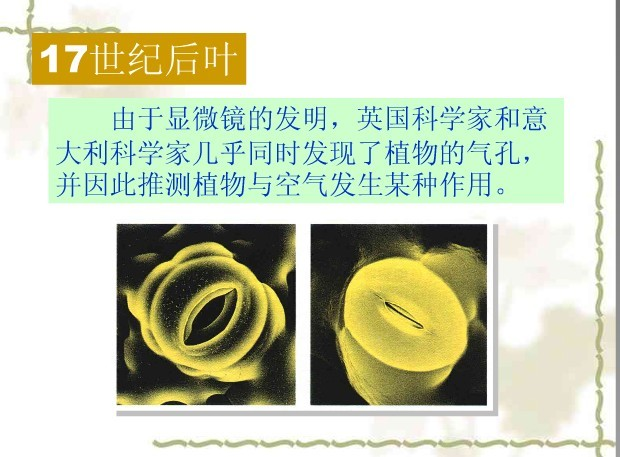 17世纪后叶
由于显微镜的发明，英国科学家和意
大利科学家几乎同时发现了植物的气孔，
并因此推测植物与空气发生某种作用。